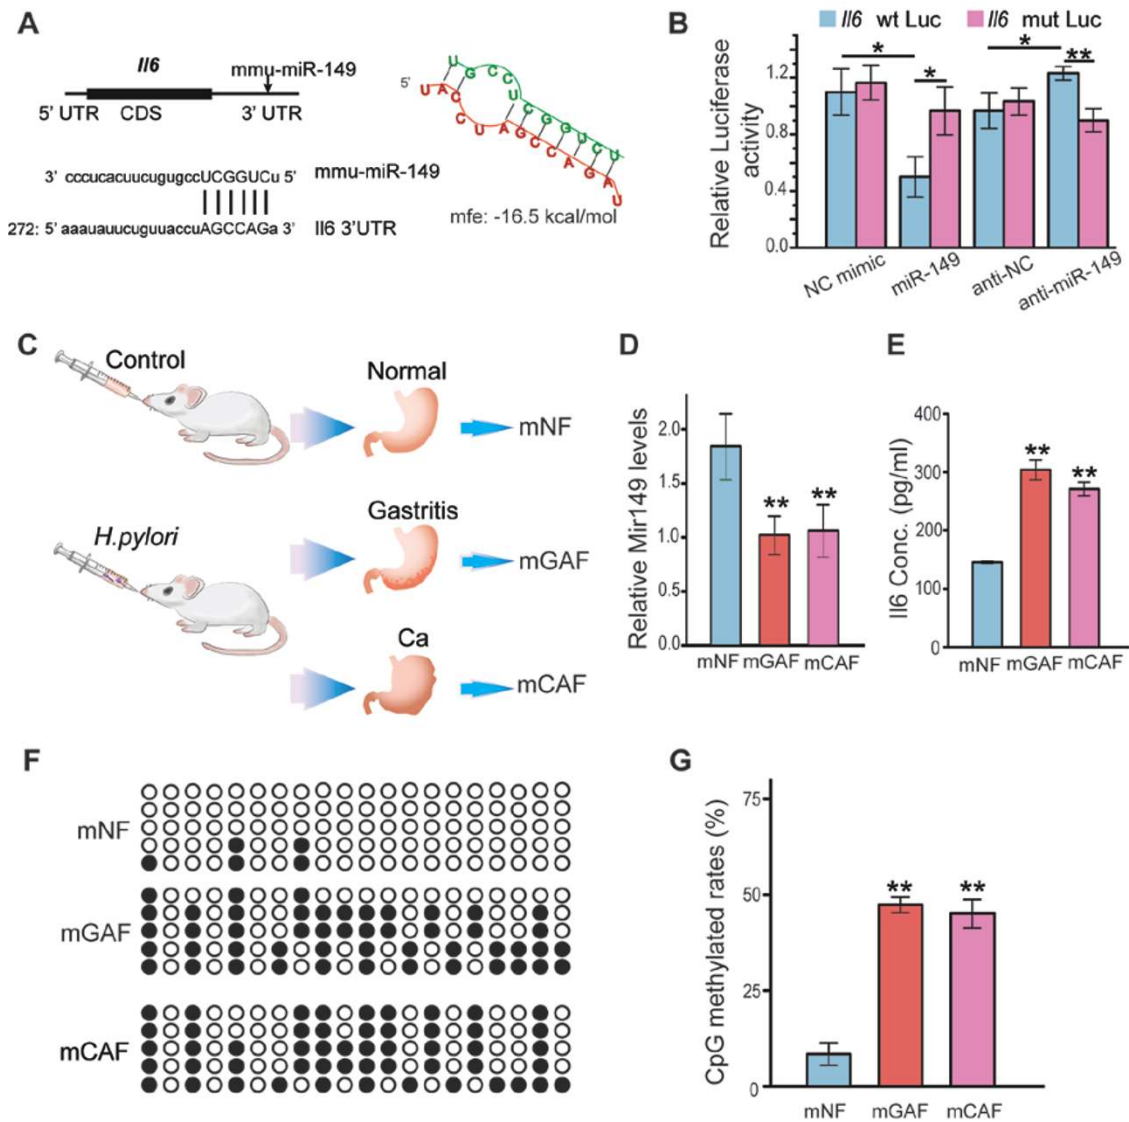 A
Il6
mmu-miR-149
5' UTR
CDS
3' UTR
3' cccucacuucugugccUCGGUCu 5'
mmu-miR-149
272: 5' aaauauucuguuaccuAGCCAGa 3'
Il6 3'UTR
5'
UGCCUCGGUCU
UACCUAGCCAGAU
mfe: -16.5 kcal/mol
B
Il6 wt Luc
Il6 mut Luc
Relative Luciferase
activity
1.2
0.8
0.4
0.0
*
*
*
**
NC mimic
miR-149
anti-NC
anti-miR-149
C
Control
Normal
mNF
H.pylori
Gastritis
mGAF
Ca
mCAF
D
Relative Mir149 levels
2.0
1.5
1.0
0.5
0.0
**
**
mNF mGAF mCAF
E
Il6 Conc. (pg/ml)
400
300
200
100
0
**
**
mNF mGAF mCAF
F
mNF
mGAF
mCAF
G
CpG methylated rates (%)
75
50
25
0
**
**
mNF mGAF mCAF